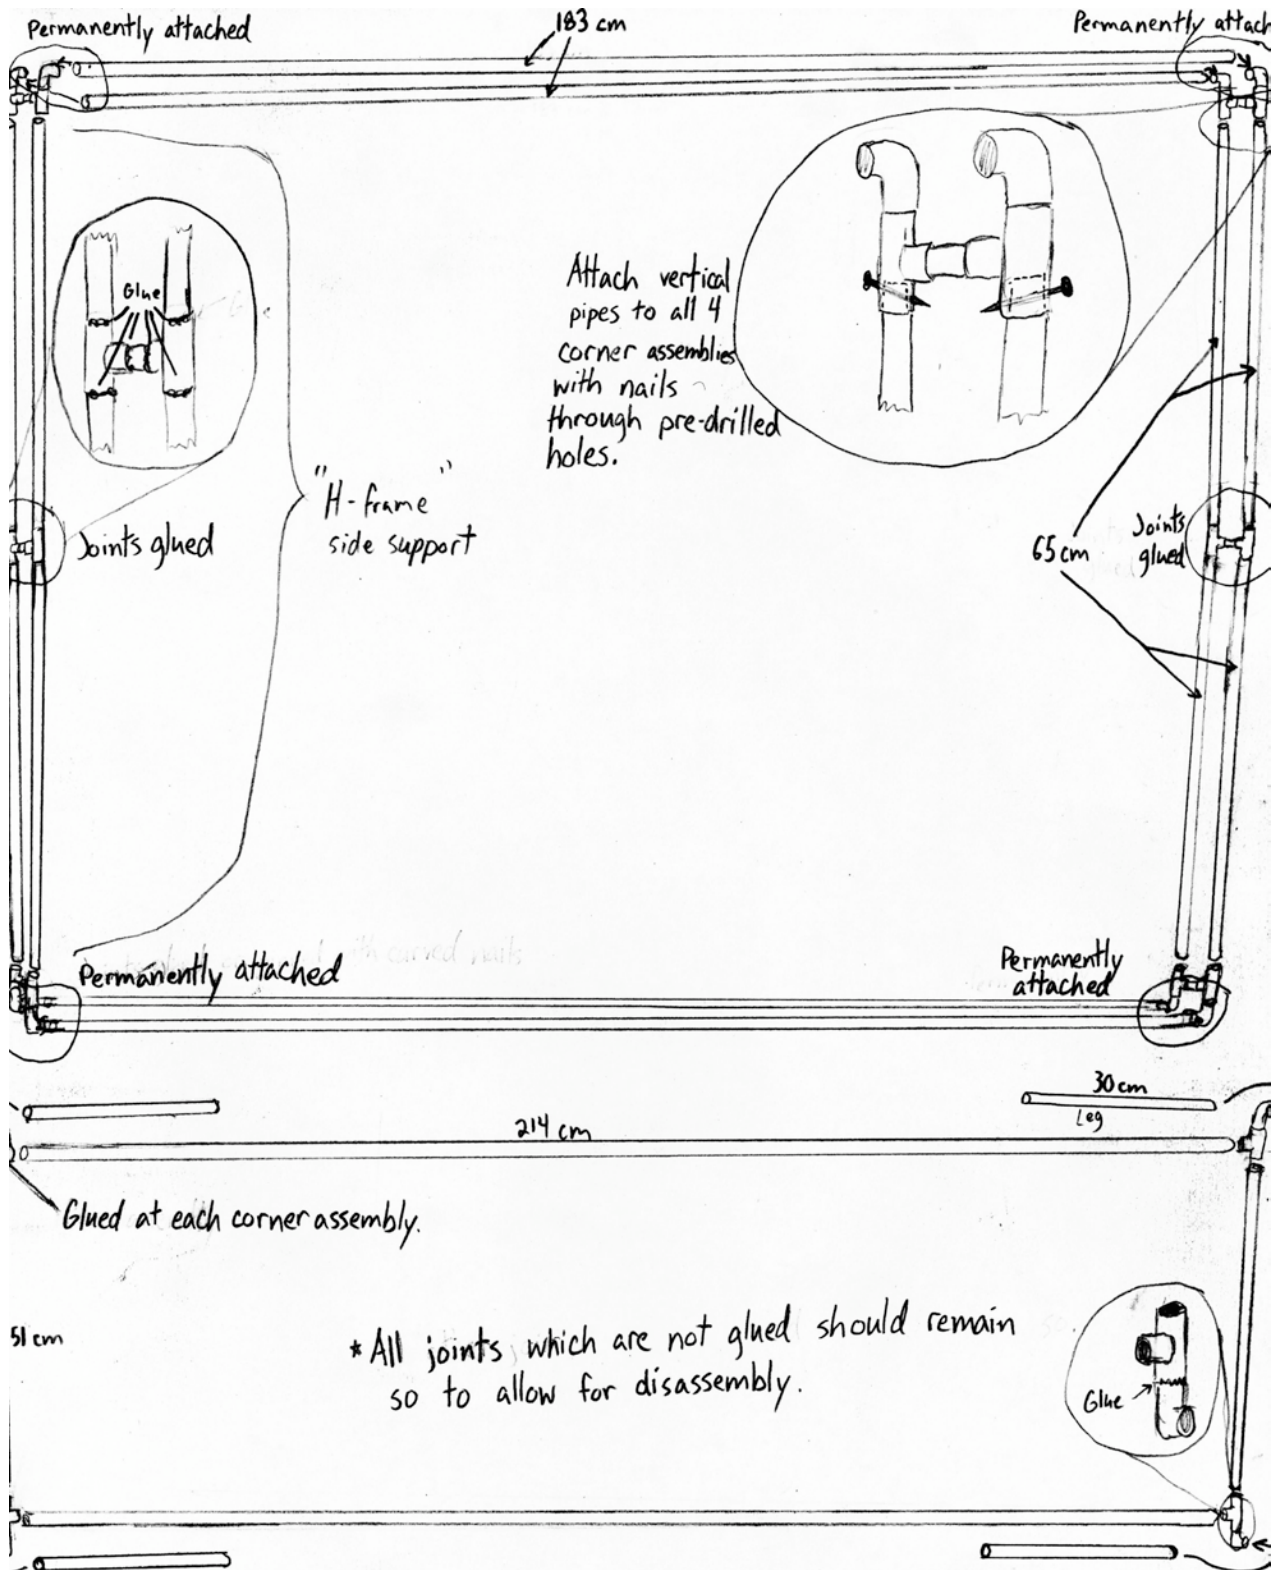 Permanently attached
183 cm
Permanently attach
Glue
Attach vertical
pipes to all 4
corner assemblies
with nails
through pre-drilled
holes.
"H-frame"
side support
Joints glued
65 cm
Joints
glued
Permanently attached
Permanently
attached
30 cm
Leg
214 cm
Glued at each corner assembly.
51 cm
*All joints which are not glued should remain
so to allow for disassembly.
Glue